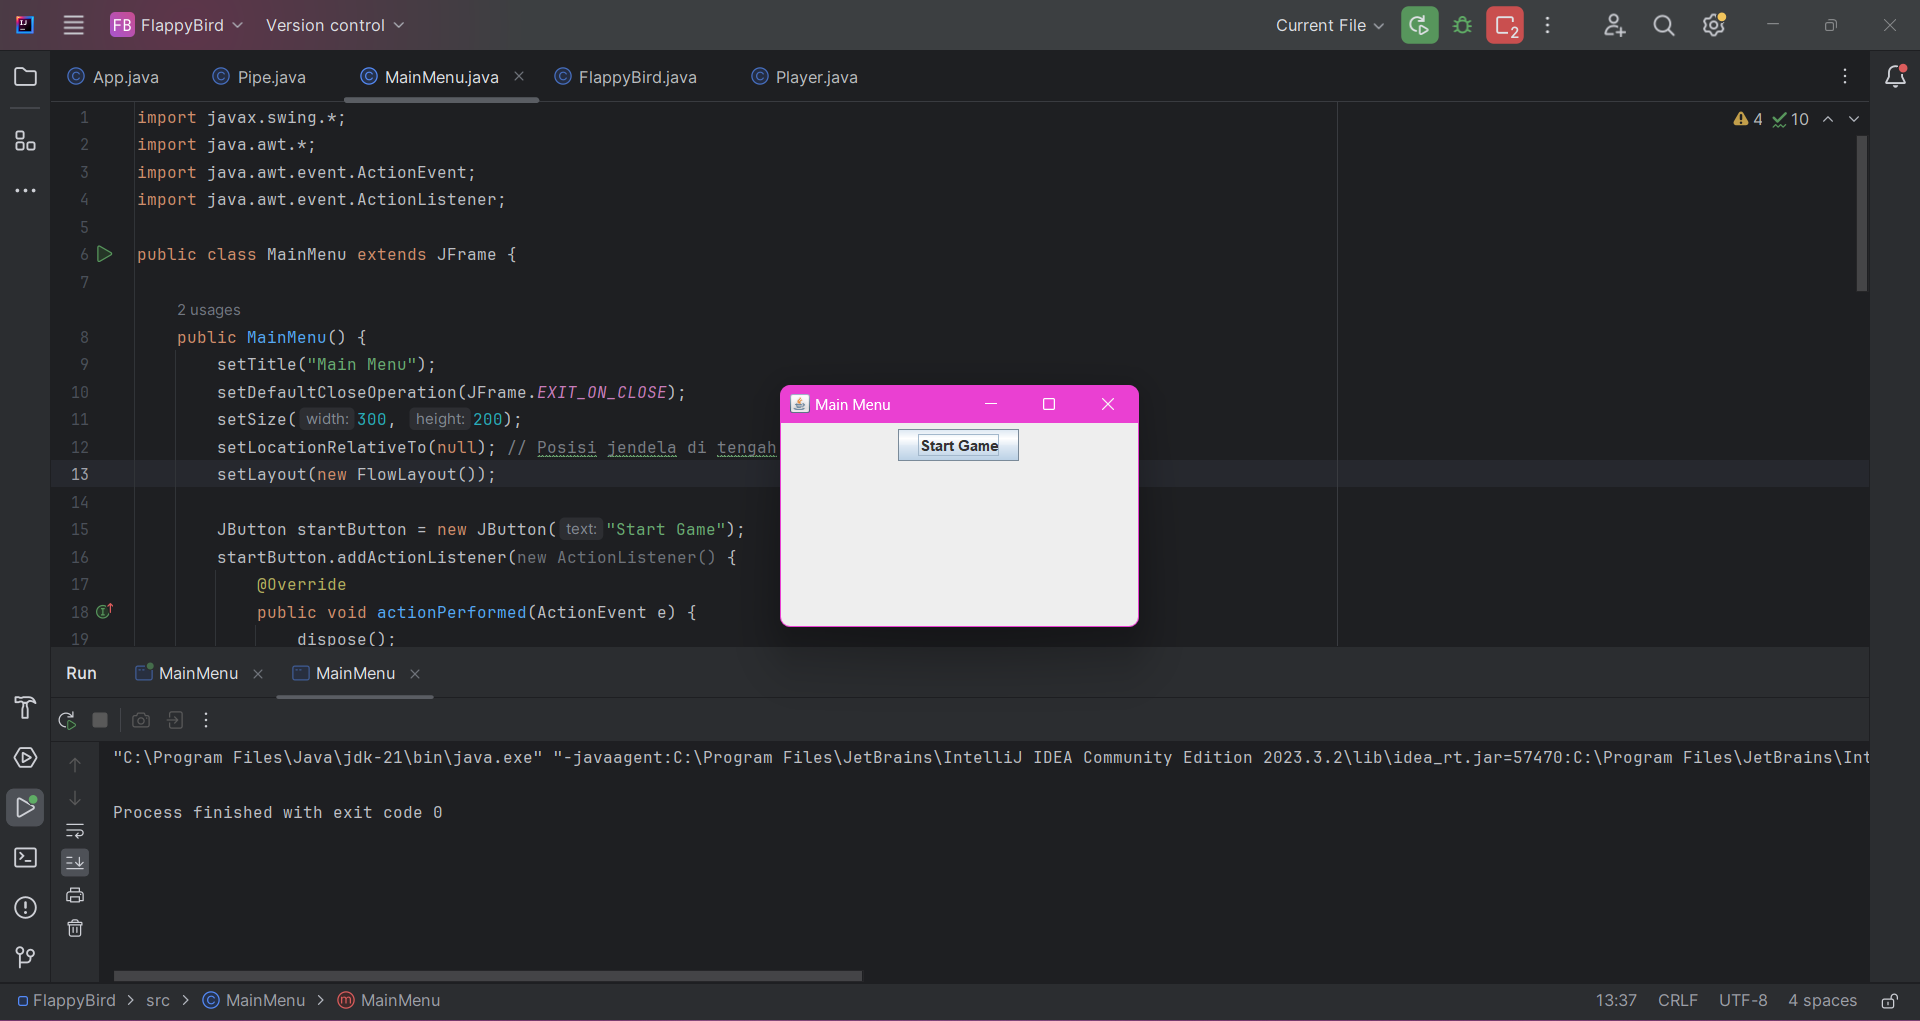 FB FlappyBird Version control Current File 2
App.java Pipe.java MainMenu.java FlappyBird.java Player.java
4 10
1 import javax.swing.*;
2 import java.awt.*;
3 import java.awt.event.ActionEvent;
4 import java.awt.event.ActionListener;
5
6 public class MainMenu extends JFrame {
7
2 usages
8 public MainMenu() {
9 setTitle("Main Menu");
10 setDefaultCloseOperation(JFrame.EXIT_ON_CLOSE);
11 setSize( width: 300, height: 200);
12 setLocationRelativeTo(null); // Posisi jendela di tengah
13 setLayout(new FlowLayout());
14
15 JButton startButton = new JButton( text: "Start Game");
16 startButton.addActionListener(new ActionListener() {
17 @Override
18 public void actionPerformed(ActionEvent e) {
19 dispose();
Main Menu
Start Game
Run MainMenu MainMenu
"C:\Program Files\Java\jdk-21\bin\java.exe" "-javaagent:C:\Program Files\JetBrains\IntelliJ IDEA Community Edition 2023.3.2\lib\idea_rt.jar=57470:C:\Program Files\JetBrains\Int
Process finished with exit code 0
FlappyBird > src > MainMenu > MainMenu 13:37 CRLF UTF-8 4 spaces